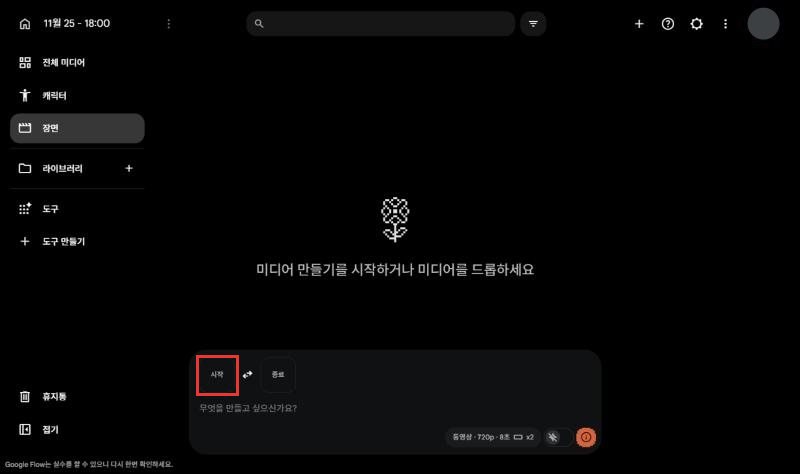 11월 25 - 18:00
전체 미디어
캐릭터
장면
라이브러리
도구
도구 만들기
미디어 만들기를 시작하거나 미디어를 드롭하세요
시작
종료
무엇을 만들고 싶으신가요?
동영상 · 720p · 8초 x2
휴지통
접기
Google Flow는 실수를 할 수 있으니 다시 한번 확인하세요.